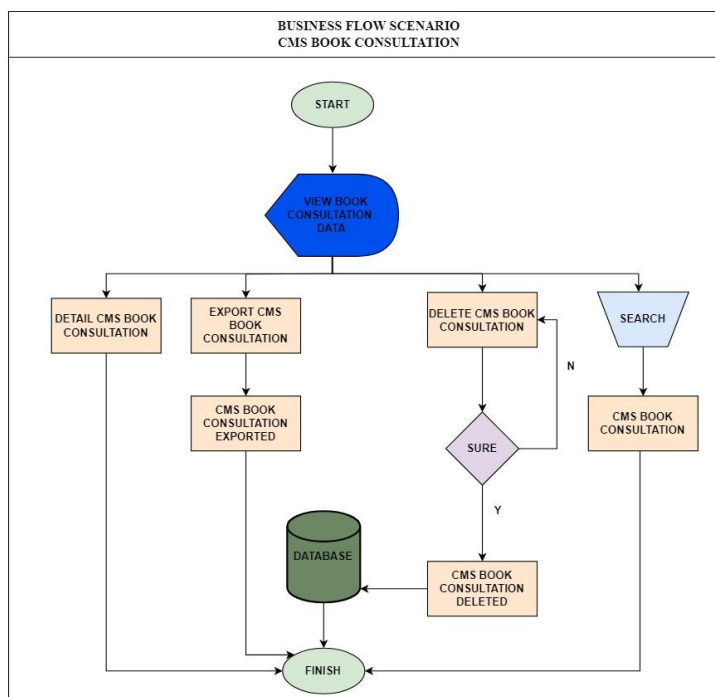 BUSINESS FLOW SCENARIO
CMS BOOK CONSULTATION
START
VIEW BOOK
CONSULTATION
DATA
DETAIL CMS BOOK
CONSULTATION
EXPORT CMS
BOOK
CONSULTATION
DELETE CMS BOOK
CONSULTATION
SEARCH
N
CMS BOOK
CONSULTATION
EXPORTED
SURE
CMS BOOK
CONSULTATION
Y
DATABASE
CMS BOOK
CONSULTATION
DELETED
FINISH